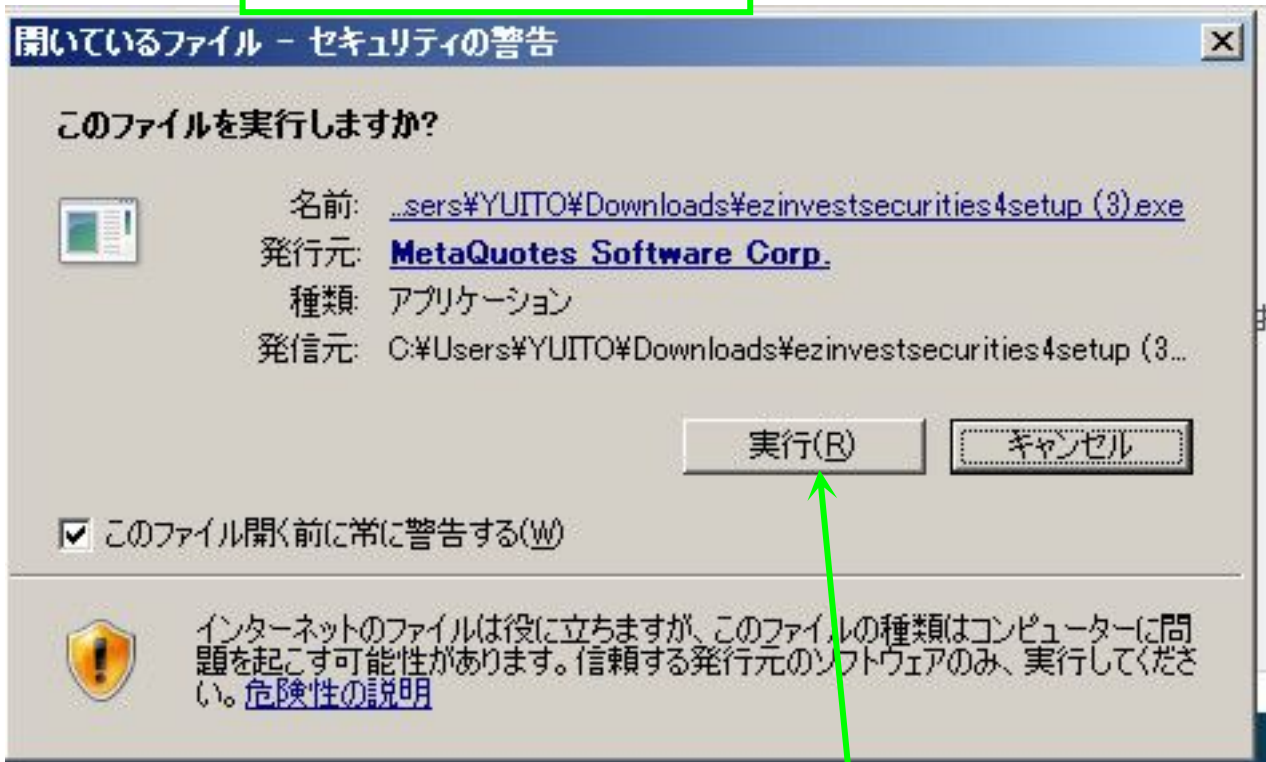 開いているファイル - セキュリティの警告
このファイルを実行しますか?
名前: ...sers¥YUITO¥Downloads¥ezinvestsecurities4setup (3).exe
発行元: MetaQuotes Software Corp.
種類: アプリケーション
発信元: C:¥Users¥YUITO¥Downloads¥ezinvestsecurities4setup (3...
実行(R) キャンセル
このファイル開く前に常に警告する(W)
インターネットのファイルは役に立ちますが、このファイルの種類はコンピューターに問
題を起こす可能性があります。信頼する発行元のソフトウェアのみ、実行してくださ
い。危険性の説明